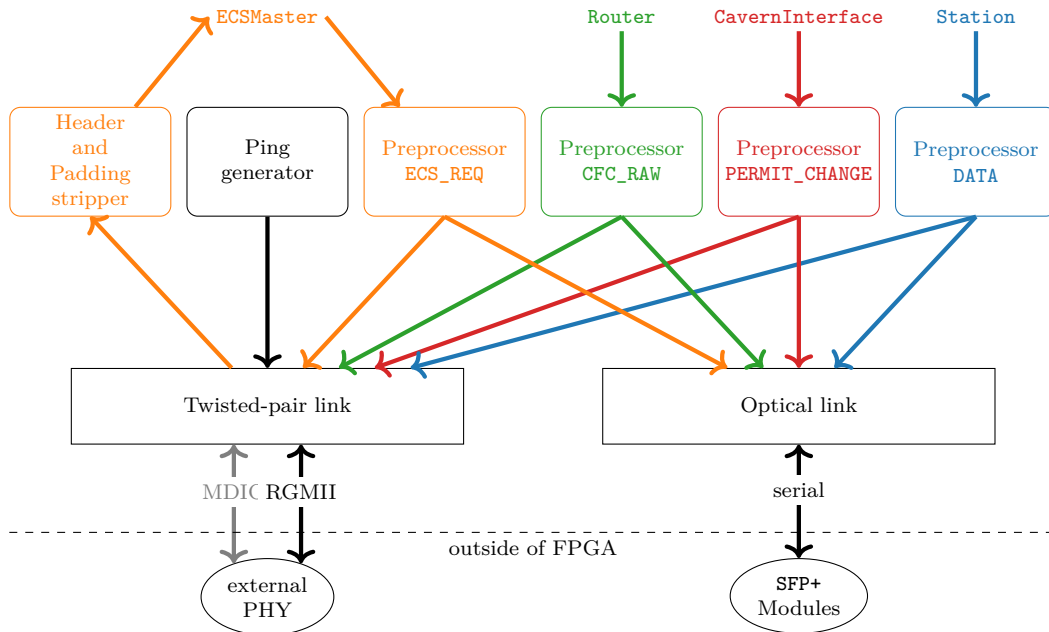 ECSMaster
Router
CavernInterface
Station
Header
and
Padding
stripper
Ping
generator
Preprocessor
ECS_REQ
Preprocessor
CFC_RAW
Preprocessor
PERMIT_CHANGE
Preprocessor
DATA
Twisted-pair link
Optical link
RGMII
serial
outside of FPGA
external
PHY
SFP+
Modules